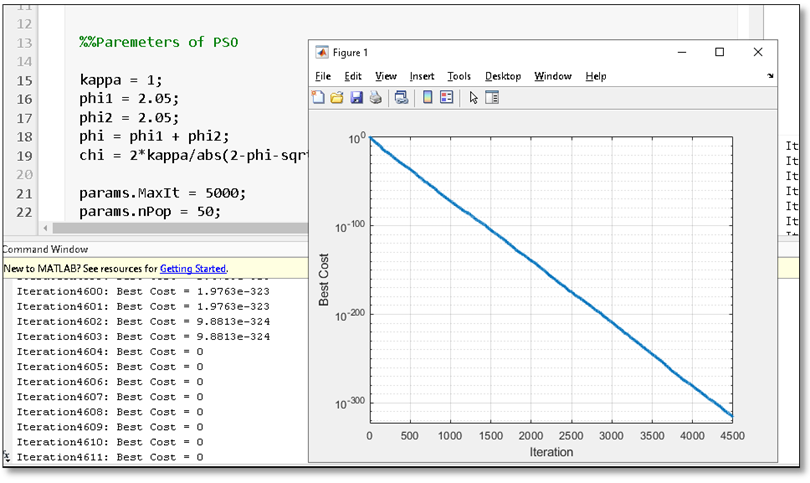 11
12
13 %%Paremeters of PSO
14
15 kappa = 1;
16 phi1 = 2.05;
17 phi2 = 2.05;
18 phi = phi1 + phi2;
19 chi = 2*kappa/abs(2-phi-sqrt
20
21 params.MaxIt = 5000;
22 params.nPop = 50;
Command Window
New to MATLAB? See resources for Getting Started.
Iteration4600: Best Cost = 1.9763e-323
Iteration4601: Best Cost = 1.9763e-323
Iteration4602: Best Cost = 9.8813e-324
Iteration4603: Best Cost = 9.8813e-324
Iteration4604: Best Cost = 0
Iteration4605: Best Cost = 0
Iteration4606: Best Cost = 0
Iteration4607: Best Cost = 0
Iteration4608: Best Cost = 0
Iteration4609: Best Cost = 0
Iteration4610: Best Cost = 0
Iteration4611: Best Cost = 0
Figure 1
File Edit View Insert Tools Desktop Window Help
10^0
10^-100
10^-200
10^-300
Best Cost
0 500 1000 1500 2000 2500 3000 3500 4000 4500
Iteration
It
It
It
It
It
It